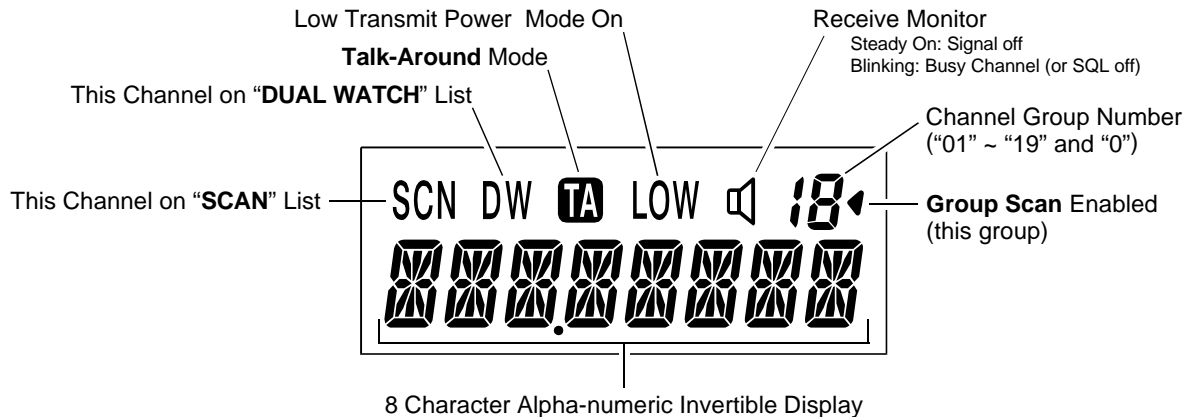 Low Transmit Power Mode On
Receive Monitor
Steady On: Signal off
Blinking: Busy Channel (or SQL off)
Talk-Around Mode
This Channel on “DUAL WATCH” List
Channel Group Number
(“01” ~ “19” and “0”)
This Channel on “SCAN” List
SCN DW TA LOW 18
Group Scan Enabled
(this group)
8 Character Alpha-numeric Invertible Display